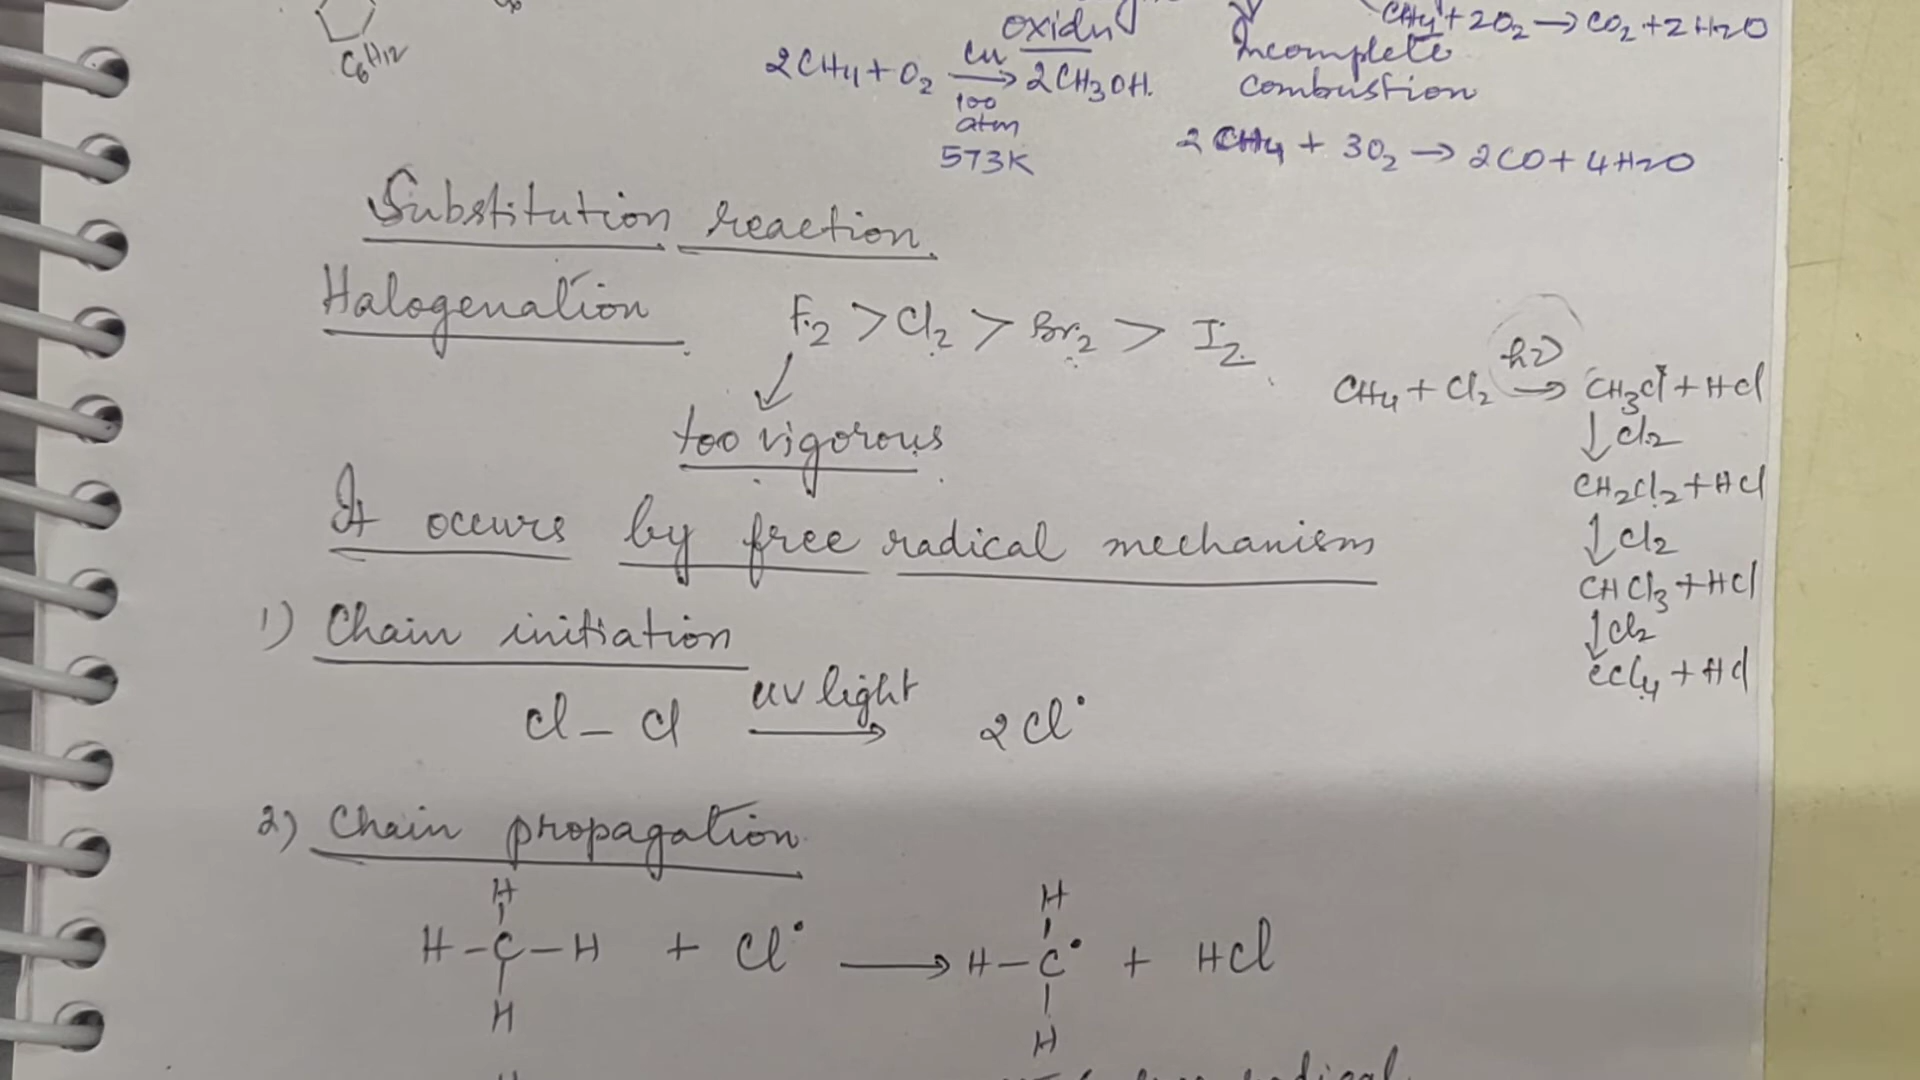 C6H12
oxidn
CH4 + 2O2 → CO2 + 2H2O
2CH4 + O2 Cu → 2CH3OH.
100
atm
573K
Incomplete
combustion
2CH4 + 3O2 → 2CO + 4H2O
Substitution reaction.
Halogenation F2 > Cl2 > Br2 > I2
too vigorous
CH4 + Cl2 hν → CH3Cl + HCl
↓ Cl2
CH2Cl2 + HCl
↓ Cl2
CHCl3 + HCl
↓ Cl2
CCl4 + HCl
It occurs by free radical mechanism
1) Chain initiation
Cl – Cl uv light → 2Cl•
2) Chain propagation
H H
H – C – H + Cl• → H – C• + HCl
H H
H
radical